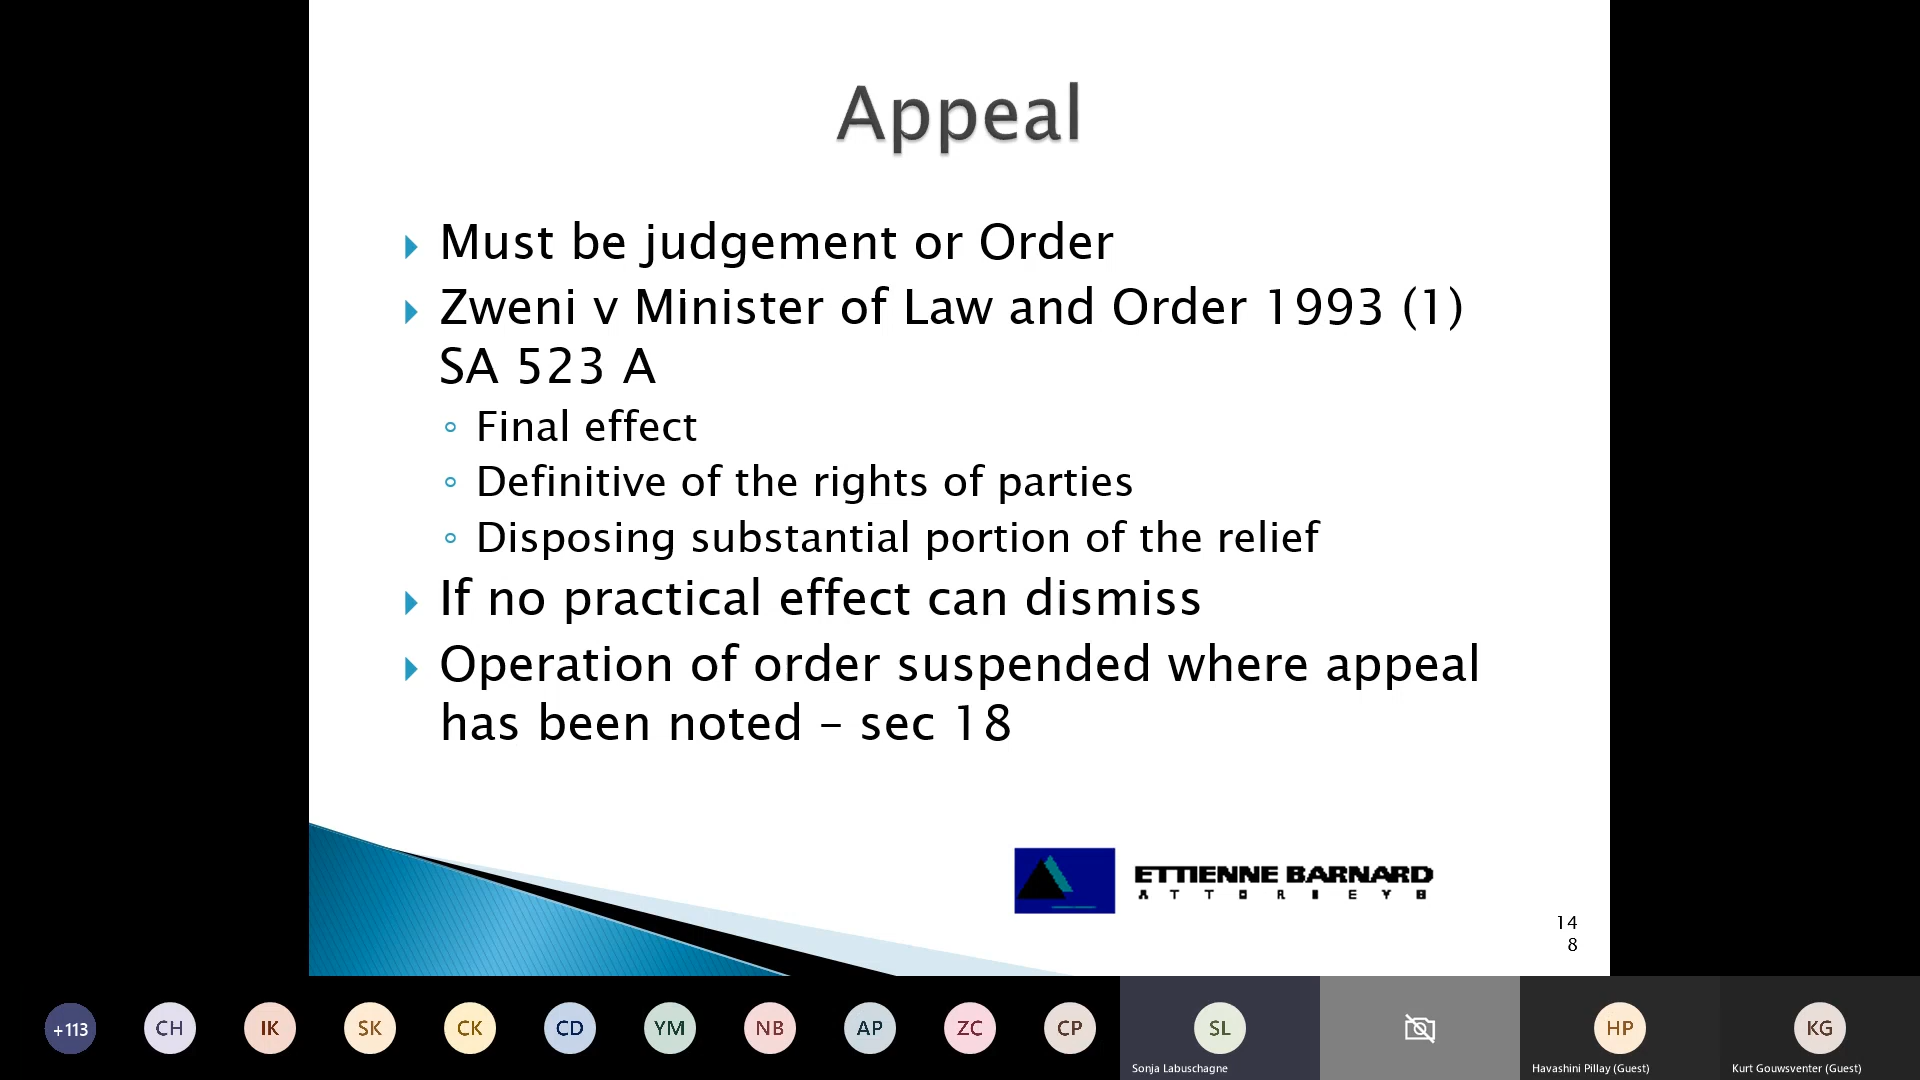 Appeal
Must be judgement or Order
Zweni v Minister of Law and Order 1993 (1)
SA 523 A
Final effect
Definitive of the rights of parties
Disposing substantial portion of the relief
If no practical effect can dismiss
Operation of order suspended where appeal
has been noted – sec 18
ETTIENNE BARNARD
ATTORNEYS
14
8
+113 CH IK SK CK CD YM NB AP ZC CP SL HP KG
Sonja Labuschagne Havashini Pillay (Guest) Kurt Gouwsventer (Guest)